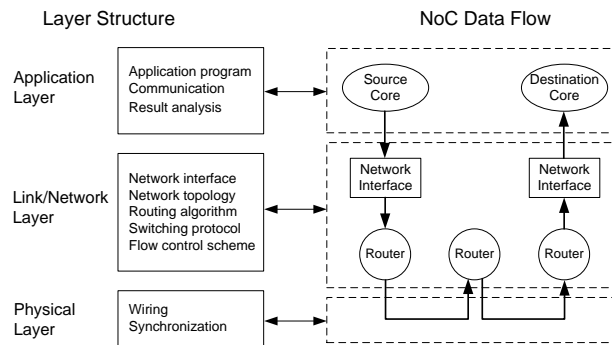 Layer Structure
NoC Data Flow
Application
Layer
Application program
Communication
Result analysis
Source
Core
Destination
Core
Link/Network
Layer
Network interface
Network topology
Routing algorithm
Switching protocol
Flow control scheme
Network
Interface
Network
Interface
Router
Router
Router
Physical
Layer
Wiring
Synchronization